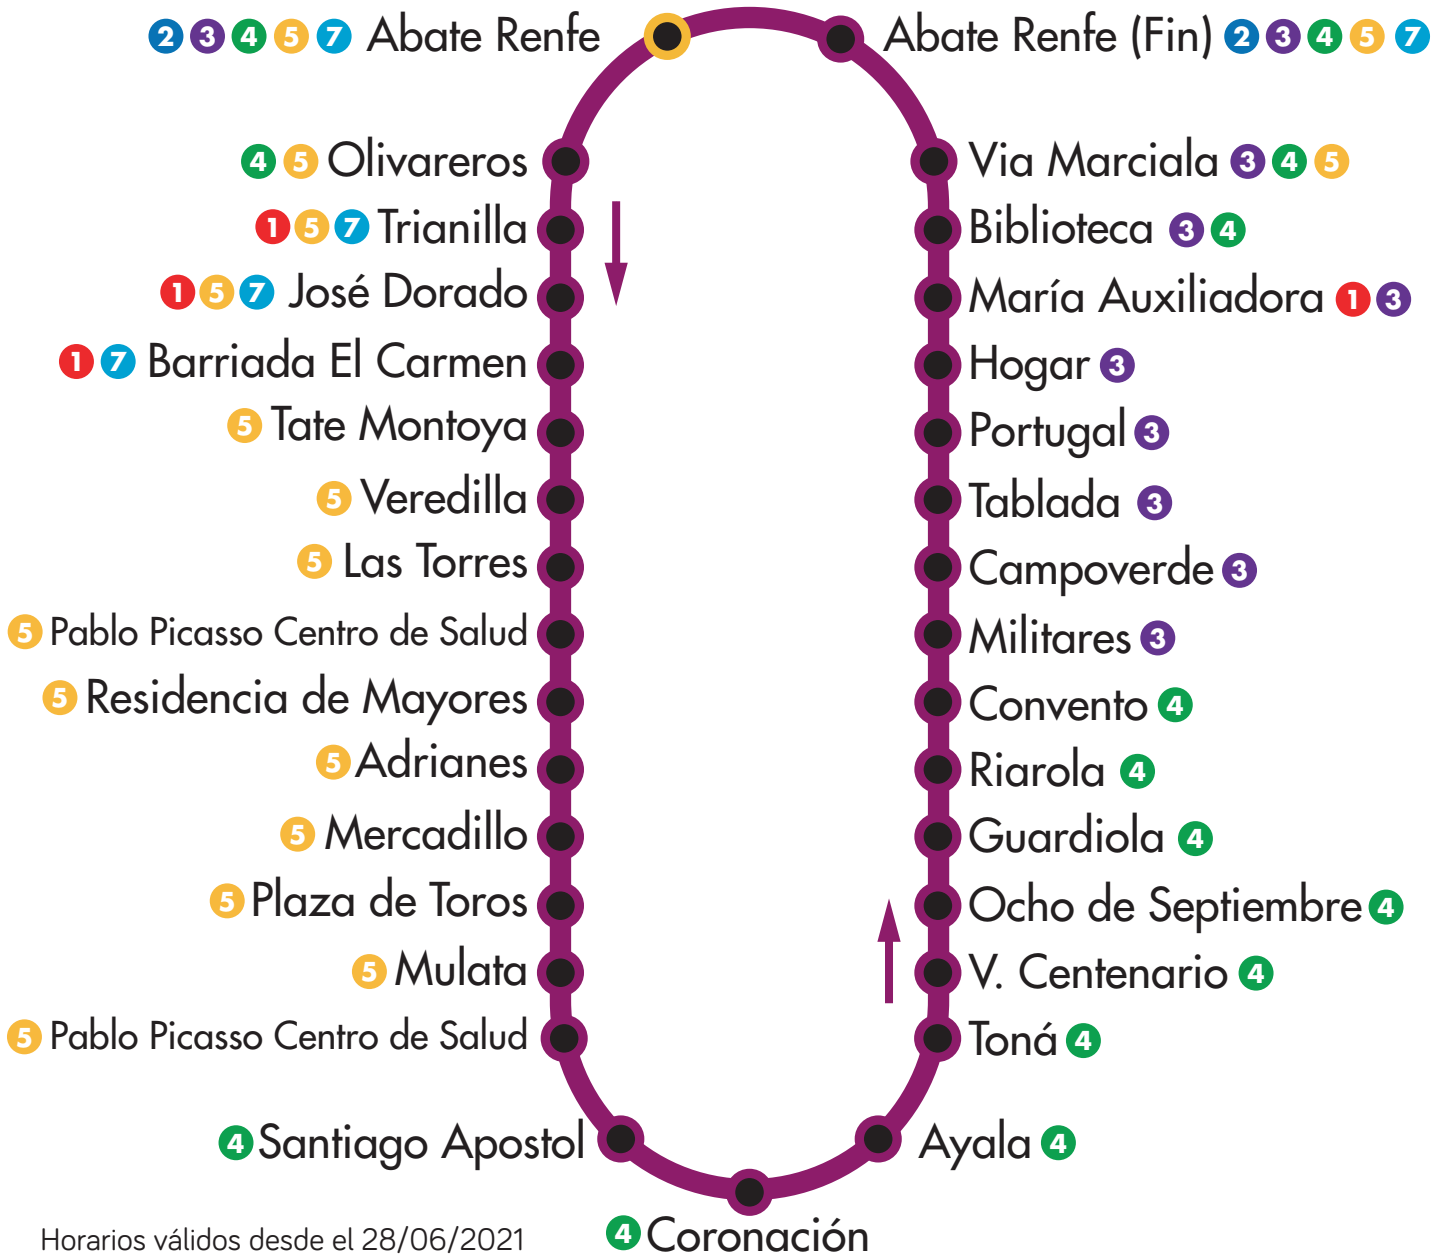 2 3 4 5 7 Abate Renfe
Abate Renfe (Fin) 2 3 4 5 7
4 5 Olivareros
1 5 7 Trianilla
1 5 7 José Dorado
1 7 Barriada El Carmen
5 Tate Montoya
5 Veredilla
5 Las Torres
5 Pablo Picasso Centro de Salud
5 Residencia de Mayores
5 Adrianes
5 Mercadillo
5 Plaza de Toros
5 Mulata
5 Pablo Picasso Centro de Salud
4 Santiago Apostol
4 Coronación
Via Marciala 3 4 5
Biblioteca 3 4
María Auxiliadora 1 3
Hogar 3
Portugal 3
Tablada 3
Campoverde 3
Militares 3
Convento 4
Riarola 4
Guardiola 4
Ocho de Septiembre 4
V. Centenario 4
Toná 4
Ayala 4
Horarios válidos desde el 28/06/2021